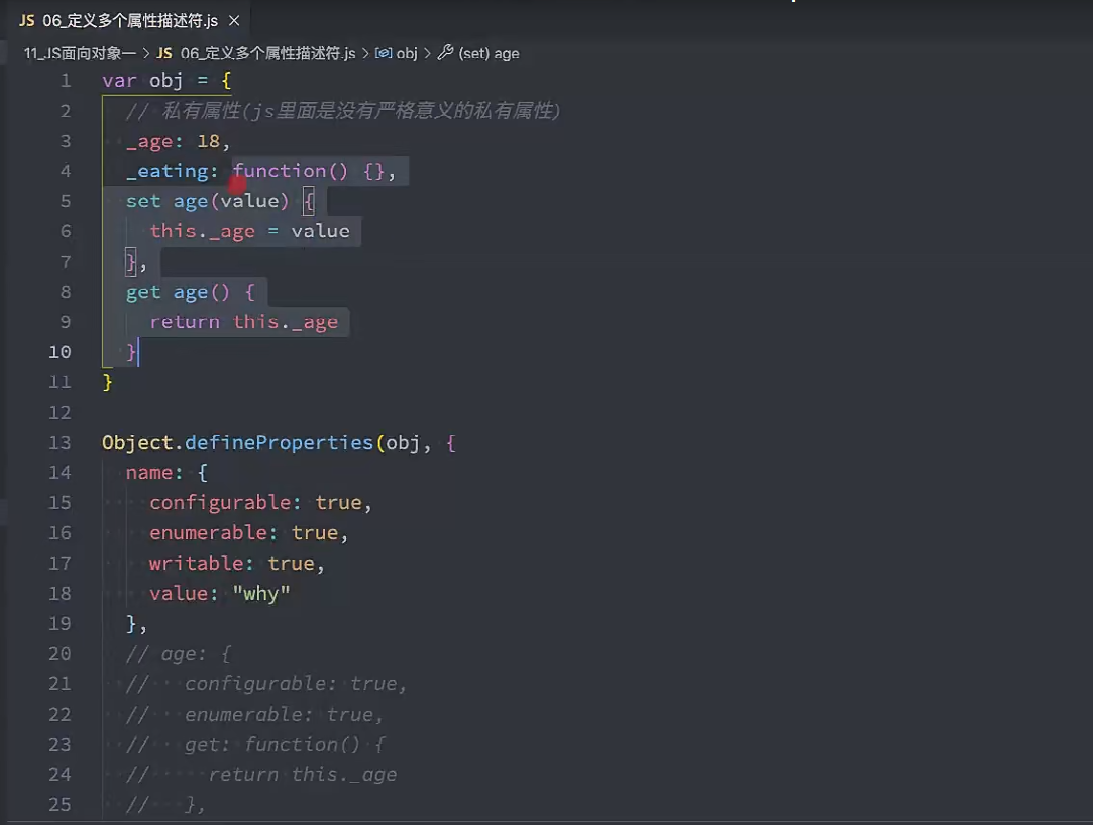 JS 06_定义多个属性描述符.js ×
11_JS面向对象一 > JS 06_定义多个属性描述符.js > obj > (set) age
1 var obj = {
2 // 私有属性(js里面是没有严格意义的私有属性)
3 _age: 18,
4 _eating: function() {},
5 set age(value) {
6 this._age = value
7 },
8 get age() {
9 return this._age
10 }
11 }
12
13 Object.defineProperties(obj, {
14 name: {
15 configurable: true,
16 enumerable: true,
17 writable: true,
18 value: "why"
19 },
20 // age: {
21 // configurable: true,
22 // enumerable: true,
23 // get: function() {
24 // return this._age
25 // },